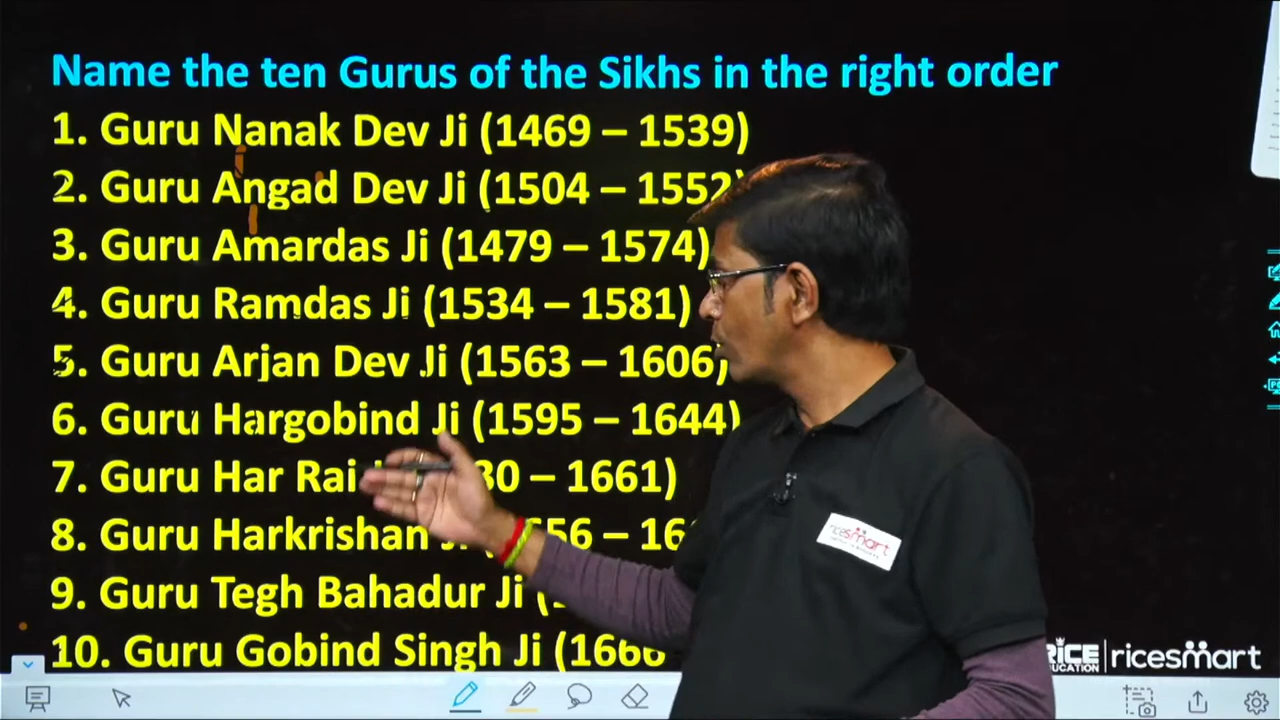 Name the ten Gurus of the Sikhs in the right order
1. Guru Nanak Dev Ji (1469 – 1539)
2. Guru Angad Dev Ji (1504 – 1552)
3. Guru Amardas Ji (1479 – 1574)
4. Guru Ramdas Ji (1534 – 1581)
5. Guru Arjan Dev Ji (1563 – 1606)
6. Guru Hargobind Ji (1595 – 1644)
7. Guru Har Rai – 1661)
8. Guru Harkrishan
9. Guru Tegh Bahadur Ji (
10. Guru Gobind Singh Ji (1666
ricesmart
RICE
EDUCATION
ricesmart